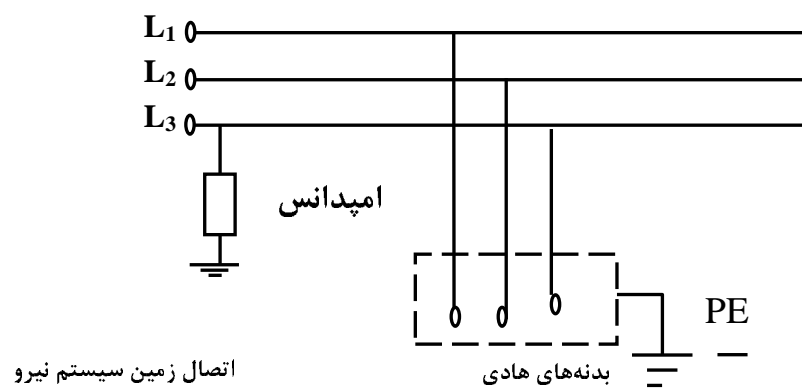 L1
L2
L3
امپدانس
PE
اتصال زمین سیستم نیرو
بدنه‌های هادی